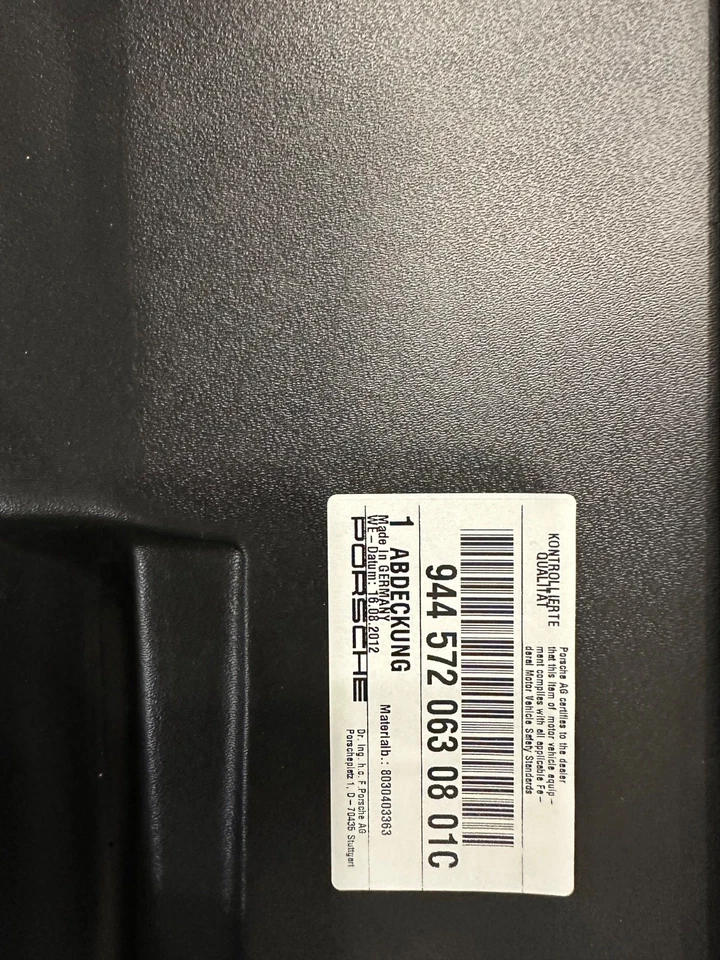 KONTROLLIERTE
QUALITÄT
Porsche AG certifies to the dealer
that this item of motor vehicle equip-
ment complies with all applicable Fe-
deral Motor Vehicle Safety Standards
944 572 063 08 01C
1 ABDECKUNG
Materialb.: 8030403363
Made in GERMANY
WE-Datum: 16.08.2012
PORSCHE
Dr. Ing. h.c. F. Porsche AG
Porscheplatz 1, D-70435 Stuttgart